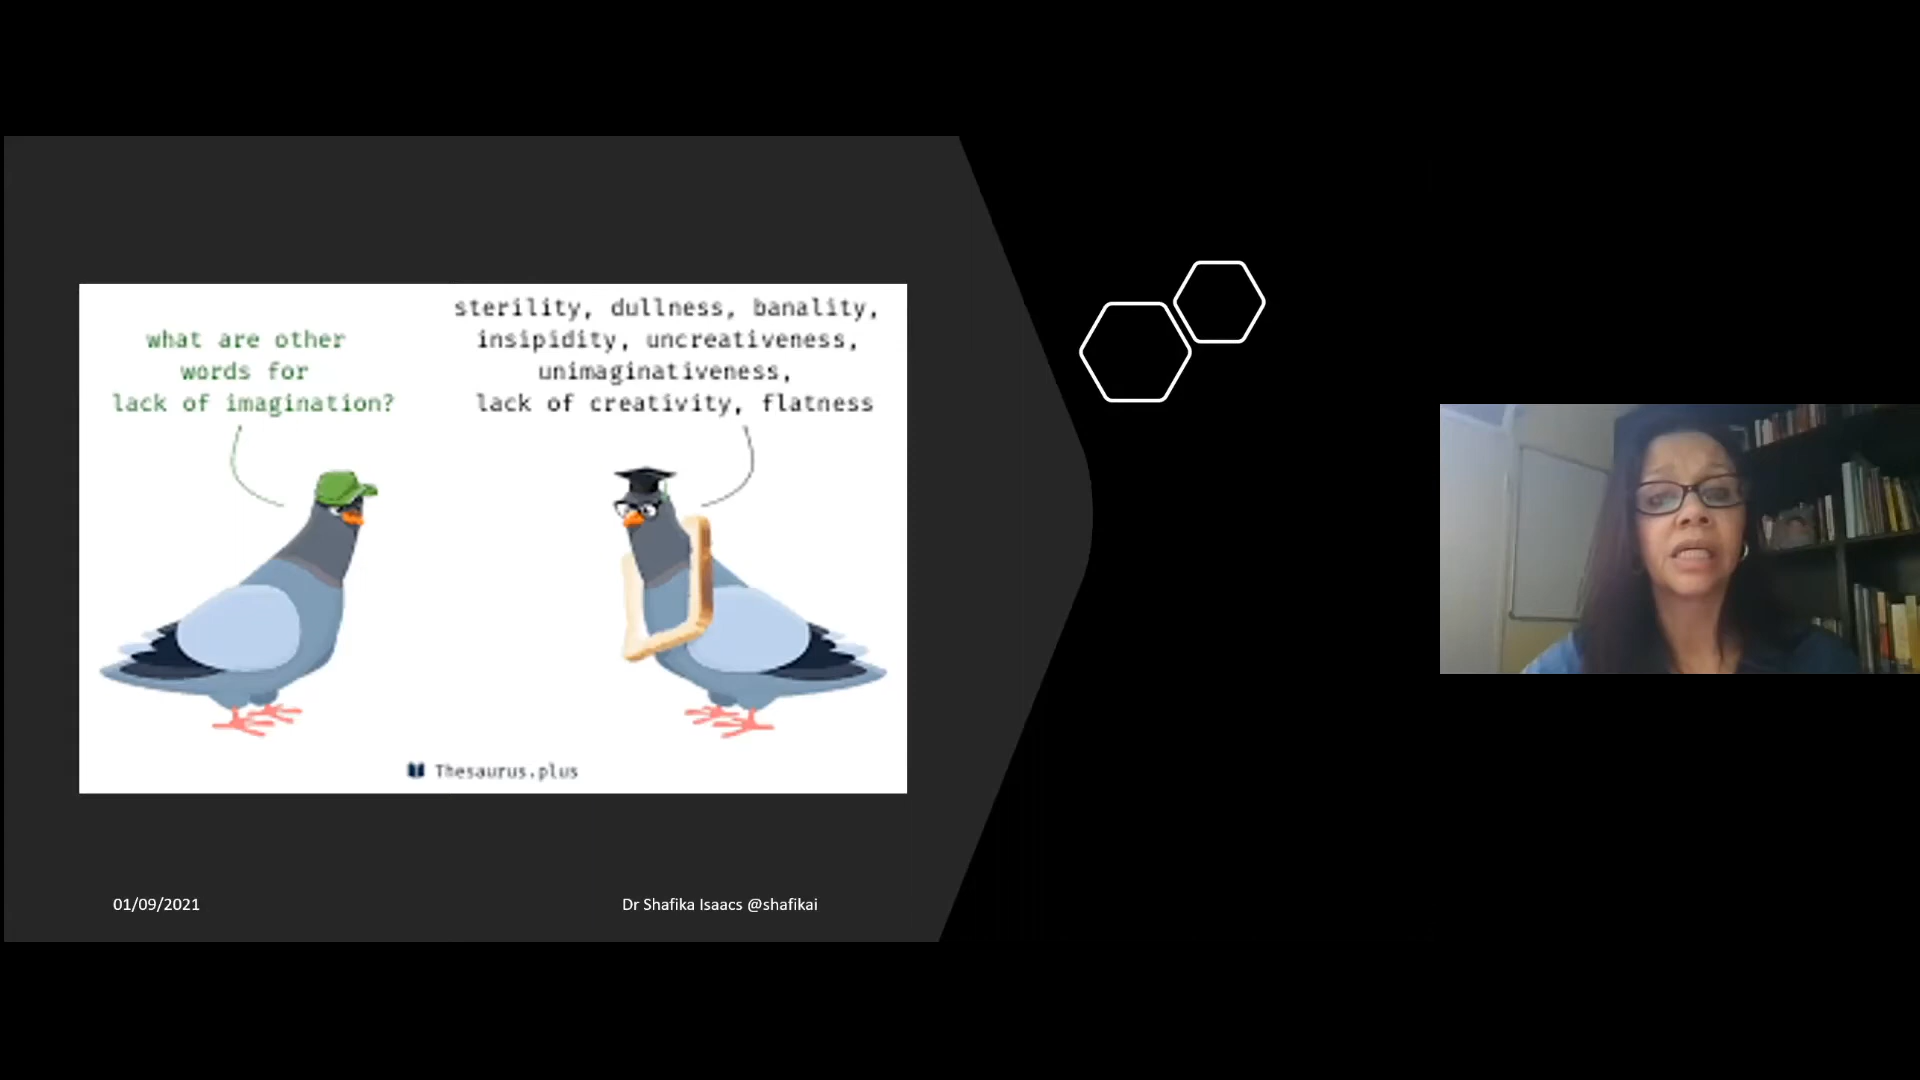 what are other
words for
lack of imagination?
sterility, dullness, banality,
insipidity, uncreativeness,
unimaginativeness,
lack of creativity, flatness
Thesaurus.plus
01/09/2021
Dr Shafika Isaacs @shafikai